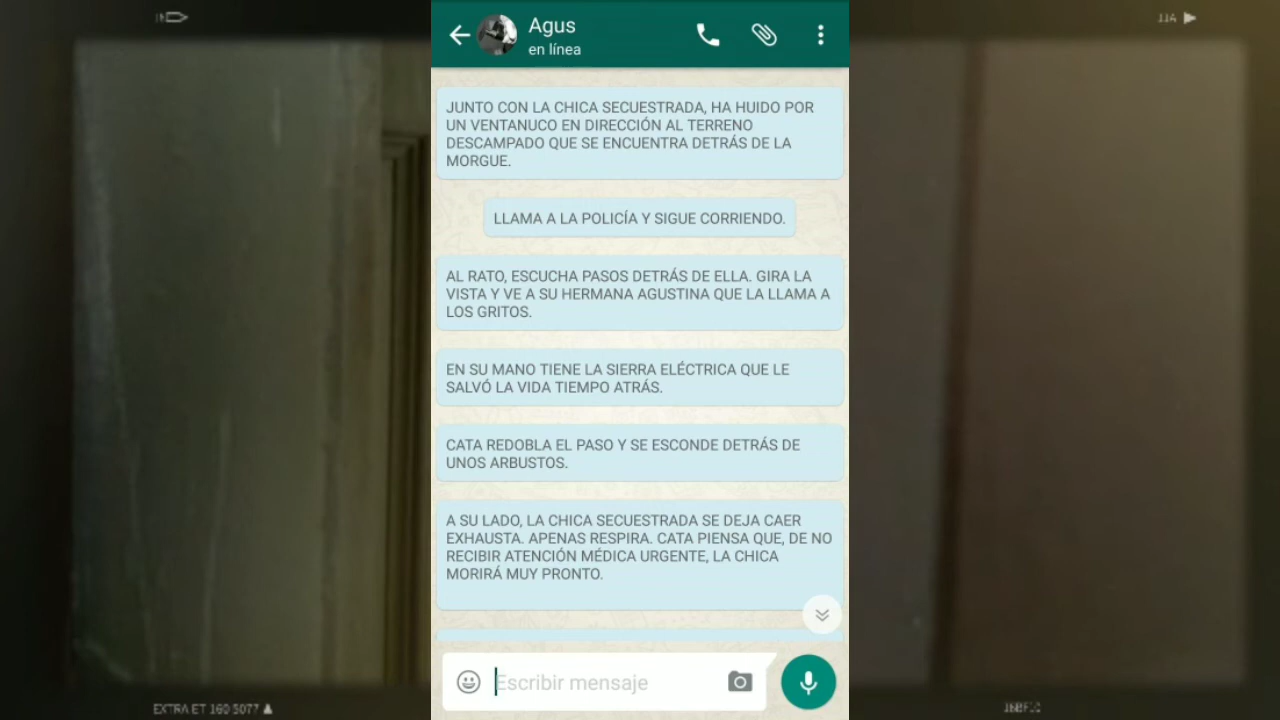 Agus
en línea
JUNTO CON LA CHICA SECUESTRADA, HA HUIDO POR
UN VENTANUCO EN DIRECCIÓN AL TERRENO
DESCAMPADO QUE SE ENCUENTRA DETRÁS DE LA
MORGUE.
LLAMA A LA POLICÍA Y SIGUE CORRIENDO.
AL RATO, ESCUCHA PASOS DETRÁS DE ELLA. GIRA LA
VISTA Y VE A SU HERMANA AGUSTINA QUE LA LLAMA A
LOS GRITOS.
EN SU MANO TIENE LA SIERRA ELÉCTRICA QUE LE
SALVÓ LA VIDA TIEMPO ATRÁS.
CATA REDOBLA EL PASO Y SE ESCONDE DETRÁS DE
UNOS ARBUSTOS.
A SU LADO, LA CHICA SECUESTRADA SE DEJA CAER
EXHAUSTA. APENAS RESPIRA. CATA PIENSA QUE, DE NO
RECIBIR ATENCIÓN MÉDICA URGENTE, LA CHICA
MORIRÁ MUY PRONTO.
Escribir mensaje
EXTRA ET 160 5077